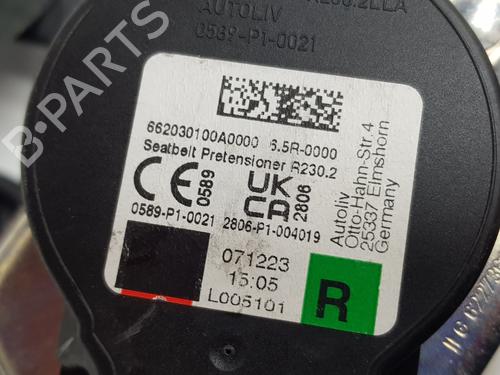 AUTOLIV
0589-P1-0021
662030100A0000 6.5R-0000
Seatbelt Pretensioner R230.2
CE 0589
UK
CA 2806
0589-P1-0021 2806-P1-004019
071223
15:05
L005101
R
Autoliv
Otto-Hahn-Str.4
25337 Elmshorn
Germany